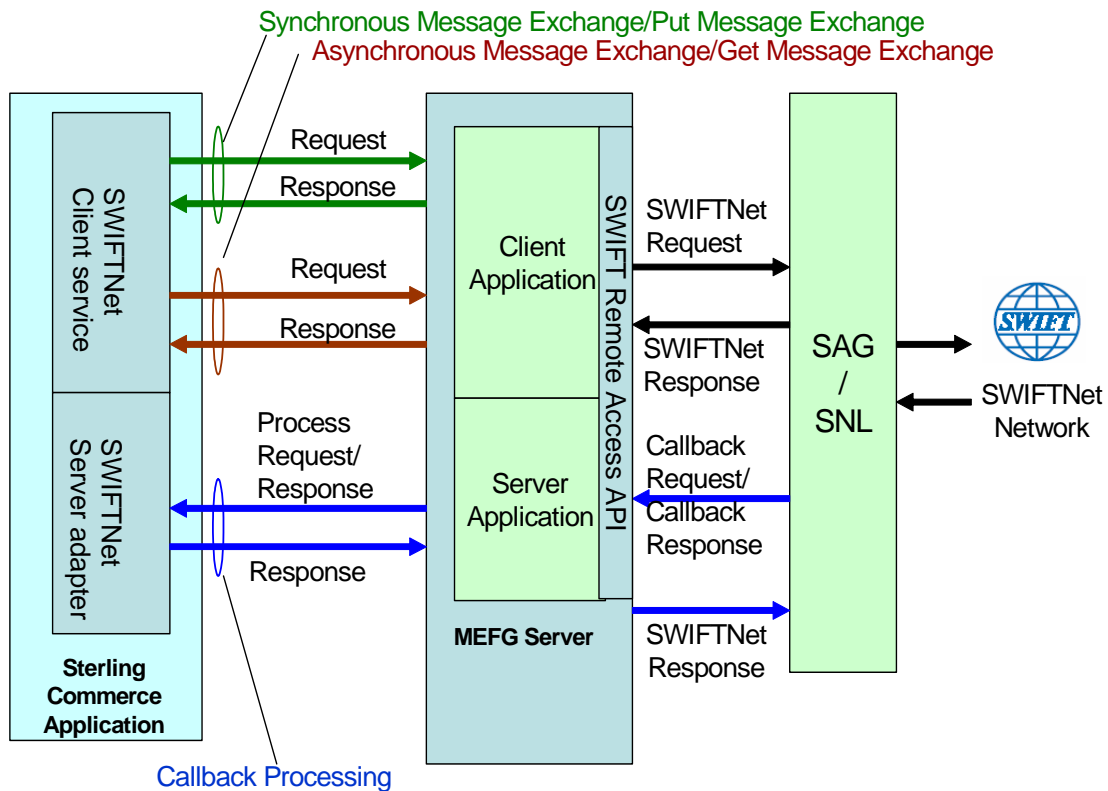 Synchronous Message Exchange/Put Message Exchange
Asynchronous Message Exchange/Get Message Exchange
SWIFTNet
Client service
SWIFTNet
Server adapter
Sterling
Commerce
Application
Request
Response
Request
Response
Process
Request/
Response
Response
Callback Processing
Client
Application
Server
Application
SWIFT Remote Access API
MEFG Server
SWIFTNet
Request
SWIFTNet
Response
Callback
Request/
Callback
Response
SWIFTNet
Response
SAG
/
SNL
SWIFT
SWIFTNet
Network